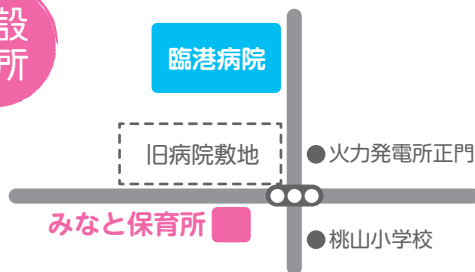 設
所
臨港病院
旧病院敷地
●火力発電所正門
みなと保育所
●桃山小学校